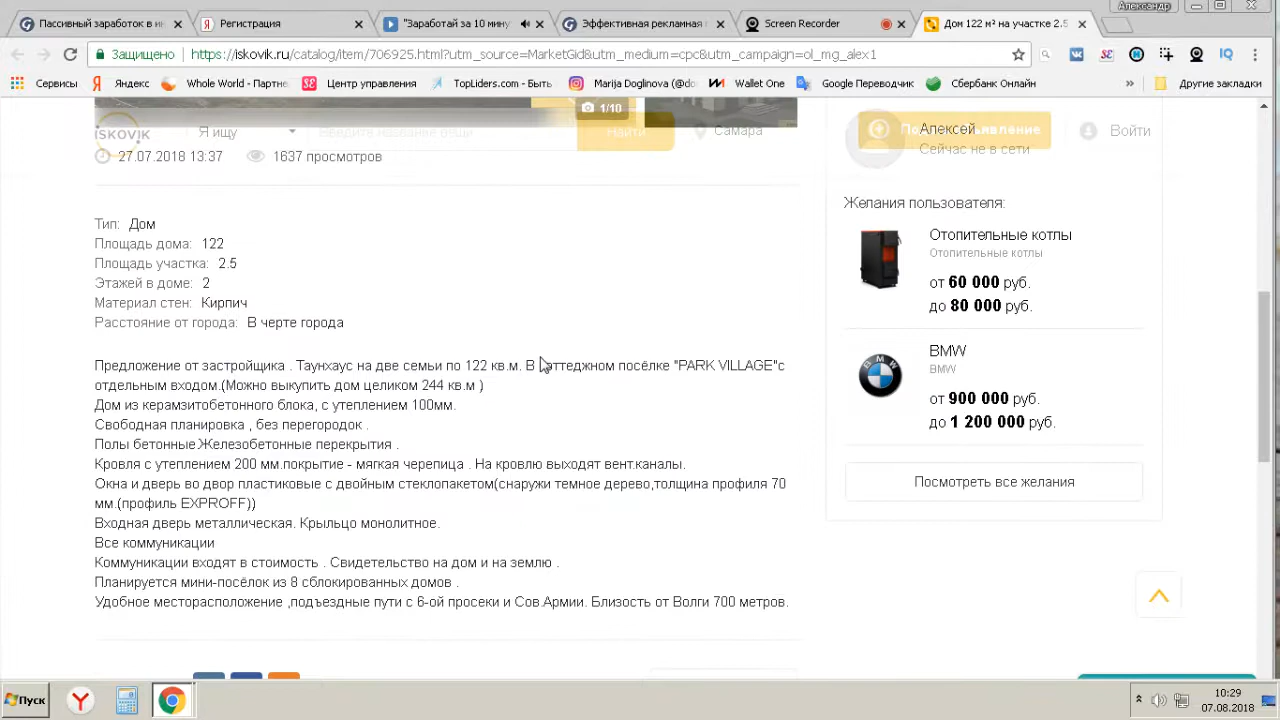 Александр
Пассивный заработок в ин
Регистрация
"Заработай за 10 мину
Эффективная рекламная
Screen Recorder
Дом 122 м² на участке 2.5
Защищено
https://iskovik.ru/catalog/item/706925.html?utm_source=MarketGid&utm_medium=cpc&utm_campaign=ol_mg_alex1
Сервисы
Яндекс
Whole World - Партне
Центр управления
TopLiders.com - Быть
Marija Doglinova (@do
Wallet One
Google Переводчик
Сбербанк Онлайн
»
Другие закладки
1/10
ISKOVIK
Я ищу
Введите название вещи
Найти
Самара
Войти
27.07.2018 13:37
1637 просмотров
Алексей
Сейчас не в сети
Желания пользователя:
Отопительные котлы
Отопительные котлы
от 60 000 руб.
до 80 000 руб.
BMW
BMW
от 900 000 руб.
до 1 200 000 руб.
Посмотреть все желания
Тип: Дом
Площадь дома: 122
Площадь участка: 2.5
Этажей в доме: 2
Материал стен: Кирпич
Расстояние от города: В черте города
Предложение от застройщика . Таунхаус на две семьи по 122 кв.м. В коттеджном посёлке "PARK VILLAGE"с
отдельным входом.(Можно выкупить дом целиком 244 кв.м )
Дом из керамзитобетонного блока, с утеплением 100мм.
Свободная планировка , без перегородок .
Полы бетонные.Железобетонные перекрытия .
Кровля с утеплением 200 мм.покрытие - мягкая черепица . На кровлю выходят вент.каналы.
Окна и дверь во двор пластиковые с двойным стеклопакетом(снаружи темное дерево,толщина профиля 70
мм.(профиль EXPROFF))
Входная дверь металлическая. Крыльцо монолитное.
Все коммуникации
Коммуникации входят в стоимость . Свидетельство на дом и на землю .
Планируется мини-посёлок из 8 сблокированных домов .
Удобное месторасположение ,подъездные пути с 6-ой просеки и Сов.Армии. Близость от Волги 700 метров.
Пуск
10:29
07.08.2018